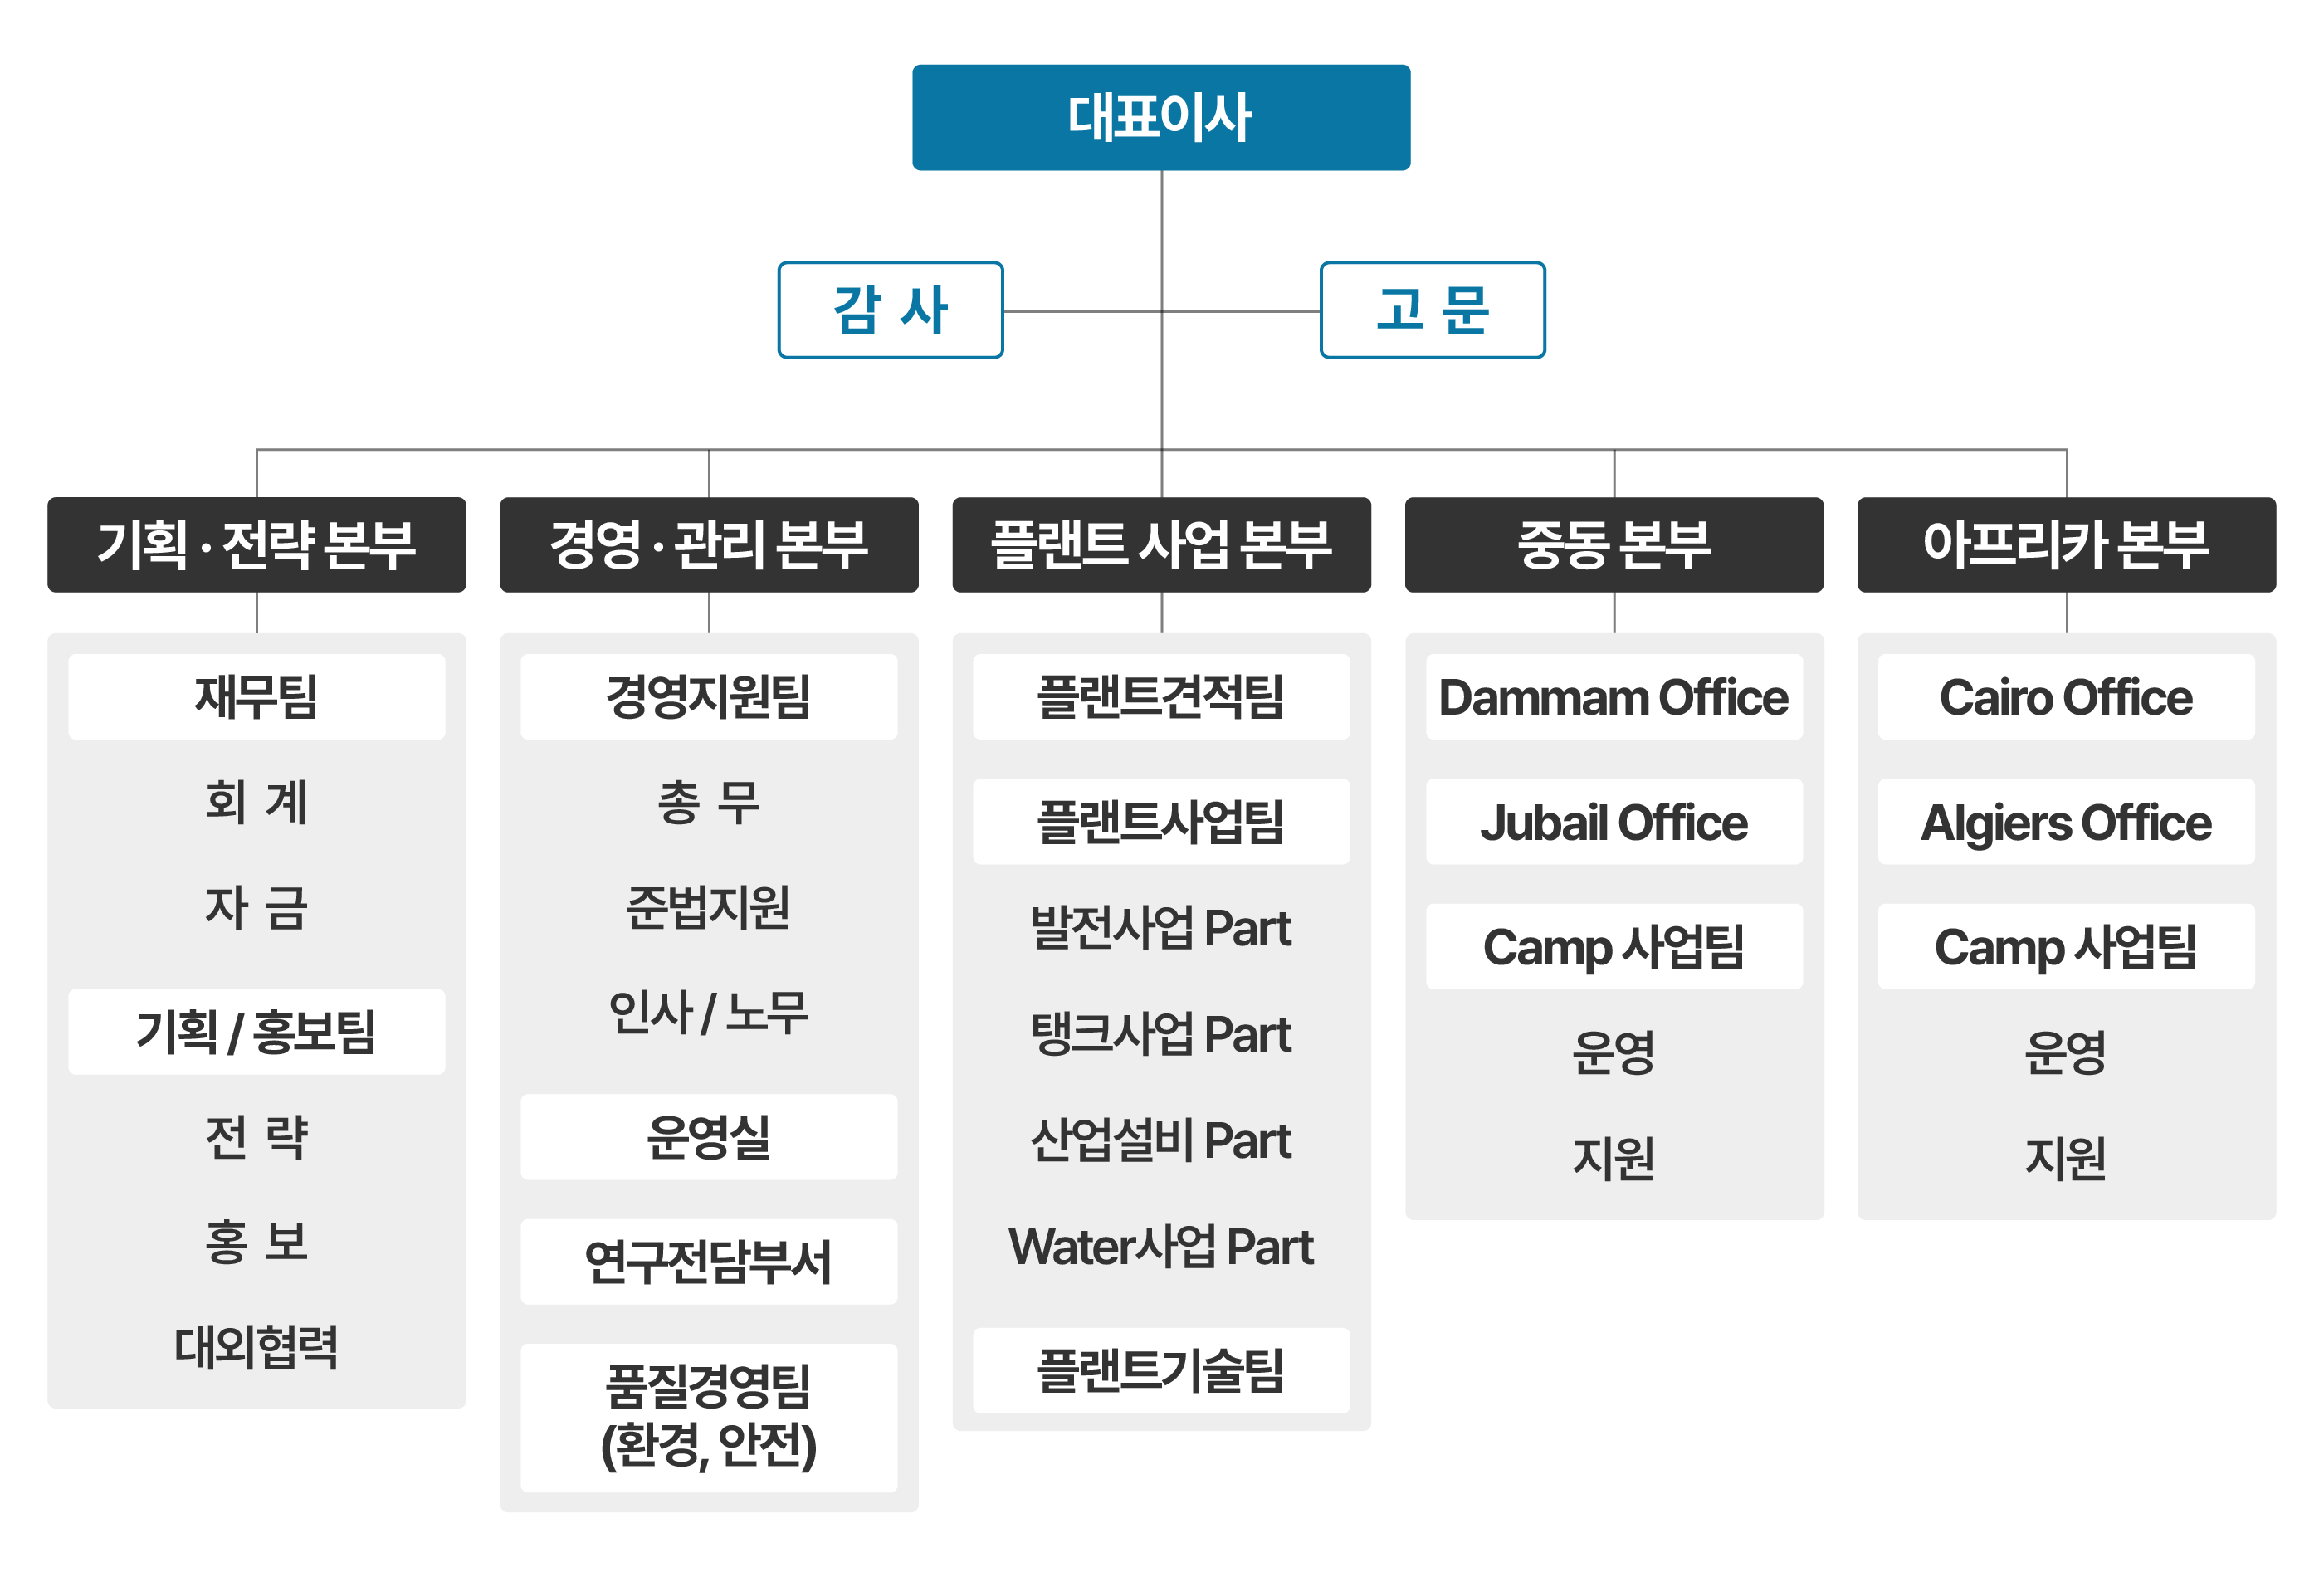 대표이사
감 사
고 문
기획·전략 본부
재무팀
회 계
자 금
기획 / 홍보팀
전 략
홍 보
대외협력
경영·관리 본부
경영지원팀
총 무
준법지원
인사 / 노무
운영실
연구전담부서
품질경영팀
(환경, 안전)
플랜트 사업 본부
플랜트견적팀
플랜트사업팀
발전사업 Part
탱크사업 Part
산업설비 Part
Water사업 Part
플랜트기술팀
중동 본부
Dammam Office
Jubail Office
Camp 사업팀
운영
지원
아프리카 본부
Cairo Office
Algiers Office
Camp 사업팀
운영
지원